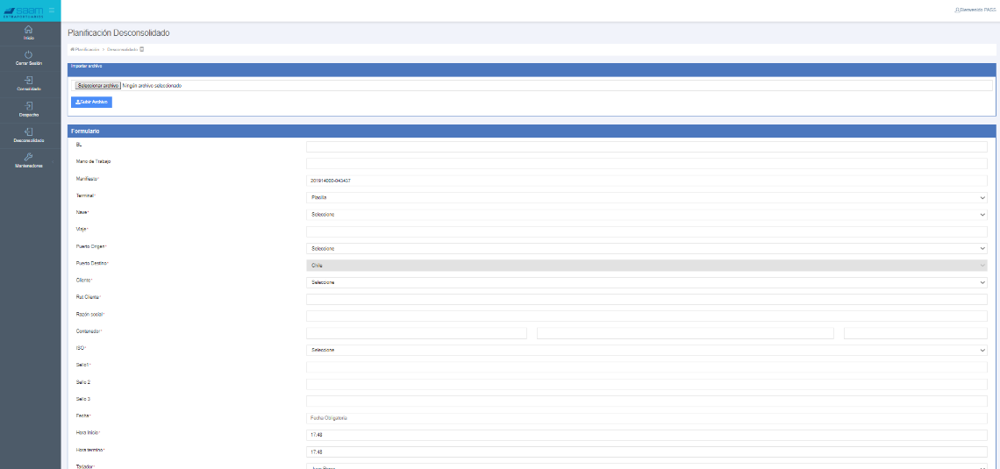 saam
EXTRAPORTUARIOS
Bienvenido PASS
Inicio
Cerrar Sesión
Consolidado
Despacho
Desconsolidado
Mantenedores
Planificación Desconsolidado
Planificación > Desconsolidado
Importar archivo
Seleccionar archivo Ningún archivo seleccionado
Subir Archivo
Formulario
BL
Mano de Trabajo
Manifiesto* 201914000-043437
Terminal* Placilla
Nave* Seleccione
Viaje*
Puerto Origen* Seleccione
Puerto Destino* Chile
Cliente* Seleccione
Rut Cliente*
Razón social*
Contenedor*
ISO* Seleccione
Sello1*
Sello 2
Sello 3
Fecha* Fecha Obligatoria
Hora inicio* 17:48
Hora termino* 17:48
Tarjador*